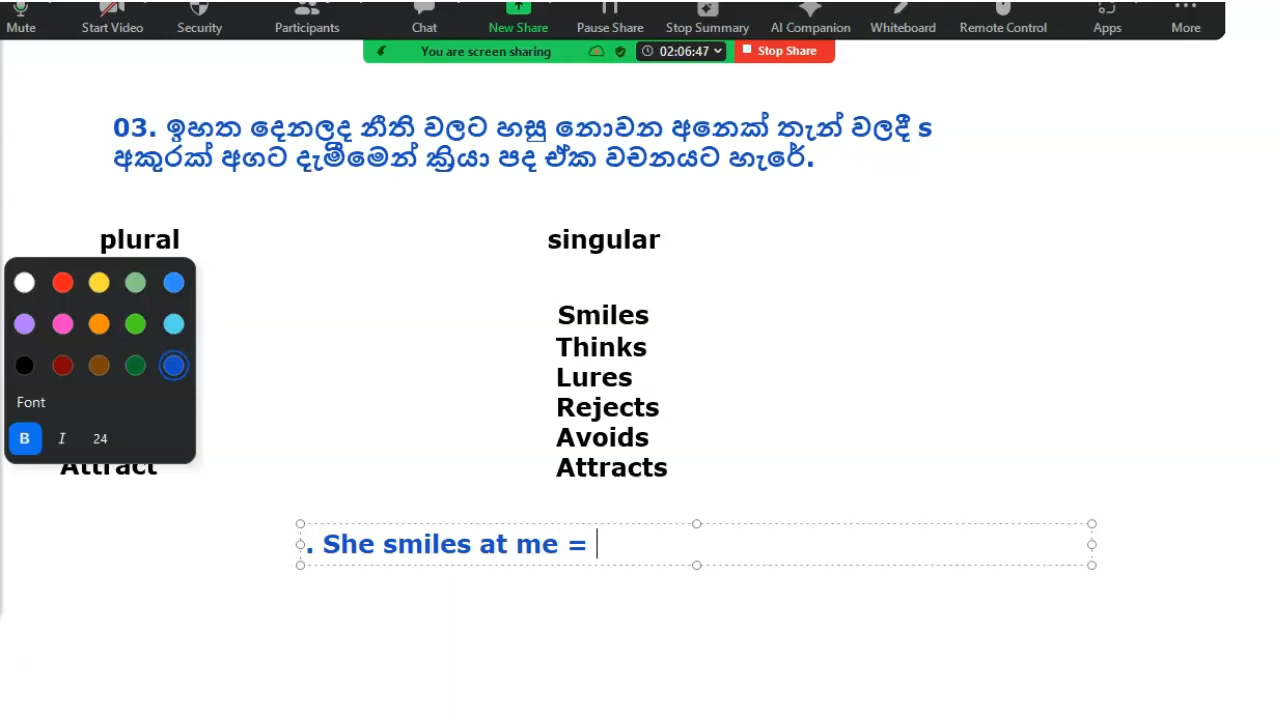 Mute Start Video Security Participants Chat New Share Pause Share Stop Summary AI Companion Whiteboard Remote Control Apps More
You are screen sharing 02:06:47 Stop Share
03. ඉහත දෙනලද නීති වලට හසු නොවන අනෙක් තැන් වලදී s
අකුරක් අගට දැමීමෙන් ක්‍රියා පද ඒක වචනයට හැරේ.
plural singular
Smiles
Thinks
Lures
Rejects
Font
Avoids
B I 24
Attract Attracts
. She smiles at me =